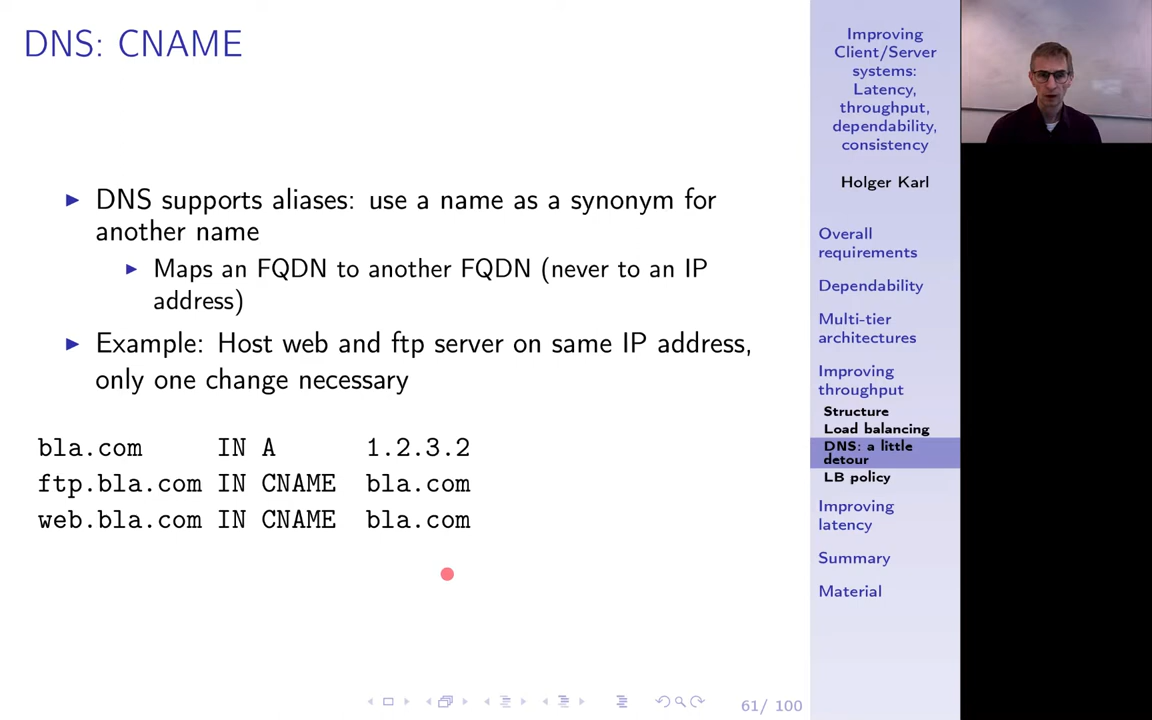 DNS: CNAME
▶ DNS supports aliases: use a name as a synonym for
another name
▶ Maps an FQDN to another FQDN (never to an IP
address)
▶ Example: Host web and ftp server on same IP address,
only one change necessary
bla.com IN A 1.2.3.2
ftp.bla.com IN CNAME bla.com
web.bla.com IN CNAME bla.com
61/ 100
Improving
Client/Server
systems:
Latency,
throughput,
dependability,
consistency
Holger Karl
Overall
requirements
Dependability
Multi-tier
architectures
Improving
throughput
Structure
Load balancing
DNS: a little
detour
LB policy
Improving
latency
Summary
Material